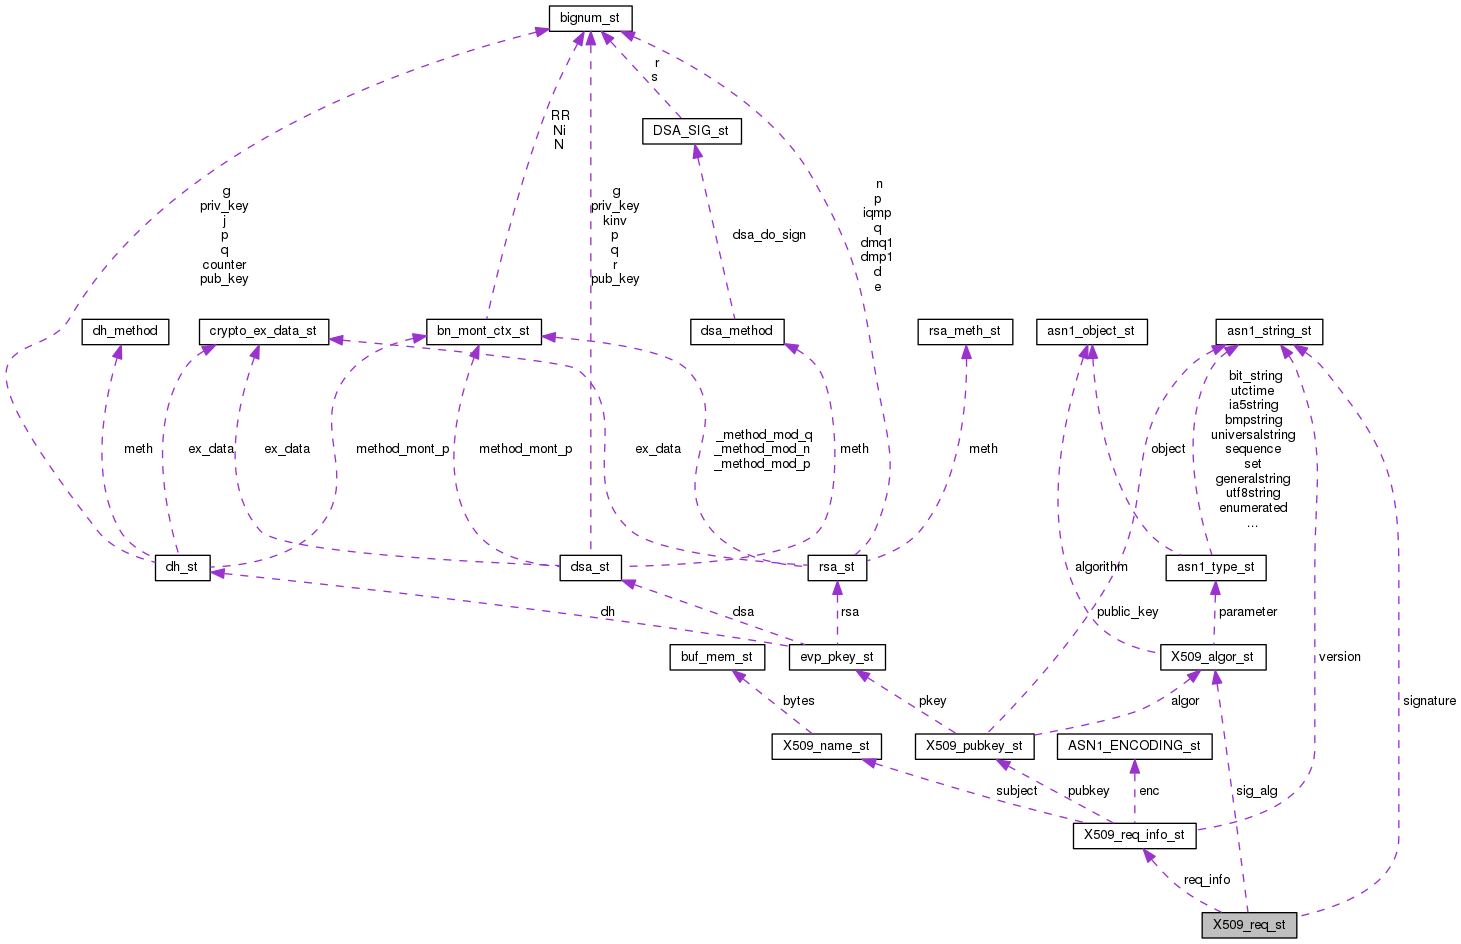 bignum_st
r
s
RR
Ni
N
DSA_SIG_st
g
priv_key
j
p
q
counter
pub_key
g
priv_key
kinv
p
q
r
pub_key
dsa_do_sign
n
p
iqmp
q
dmq1
dmp1
d
e
dh_method
crypto_ex_data_st
bn_mont_ctx_st
dsa_method
rsa_meth_st
asn1_object_st
asn1_string_st
meth
ex_data
ex_data
method_mont_p
method_mont_p
ex_data
_method_mod_q
_method_mod_n
_method_mod_p
meth
meth
object
bit_string
utctime
ia5string
bmpstring
universalstring
sequence
set
generalstring
utf8string
enumerated
...
dh_st
dsa_st
rsa_st
algorithm
asn1_type_st
dh
dsa
rsa
public_key
parameter
buf_mem_st
evp_pkey_st
X509_algor_st
version
bytes
pkey
algor
signature
X509_name_st
X509_pubkey_st
ASN1_ENCODING_st
subject
pubkey
enc
sig_alg
X509_req_info_st
req_info
X509_req_st